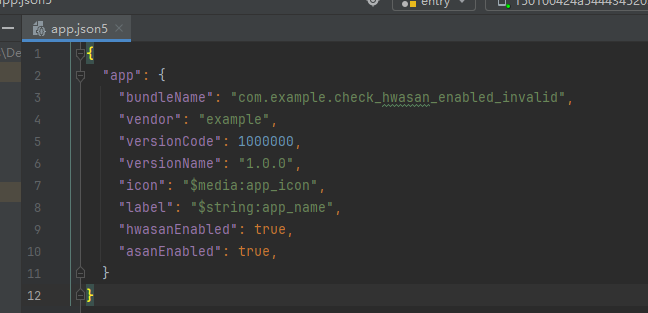 app.json5
entry
app.json5
\De
1 {
2 "app": {
3 "bundleName": "com.example.check_hwasan_enabled_invalid",
4 "vendor": "example",
5 "versionCode": 1000000,
6 "versionName": "1.0.0",
7 "icon": "$media:app_icon",
8 "label": "$string:app_name",
9 "hwasanEnabled": true,
10 "asanEnabled": true,
11 }
12 }